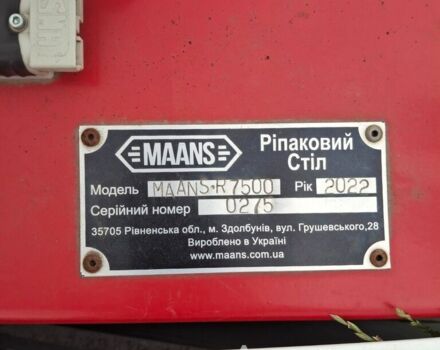 MAANS
Ріпаковий
Стіл
Модель MAANS-R7500 Рік 2022
Серійний номер 0275
35705 Рівненська обл., м. Здолбунів, вул. Грушевського,28
Вироблено в Україні
www.maans.com.ua